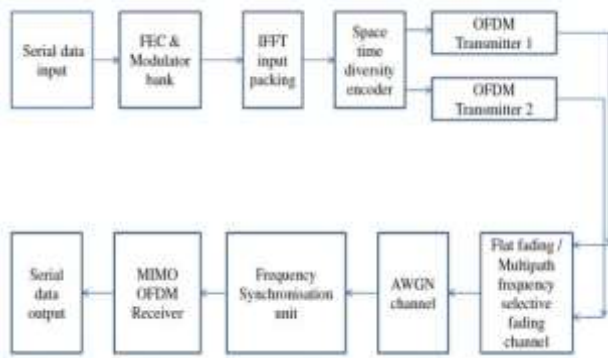 Serial data
input
FEC &
Modulator
bank
IFFT
input
packing
Space
time
diversity
encoder
OFDM
Transmitter 1
OFDM
Transmitter 2
Serial
data
output
MIMO
OFDM
Receiver
Frequency
Synchronisation
unit
AWGN
channel
Flat fading /
Multipath
frequency
selective
fading
channel